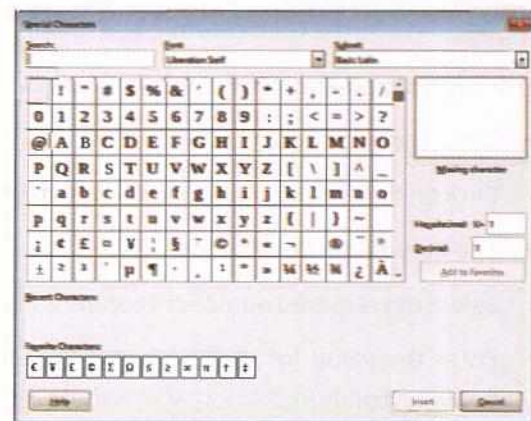 Special Characters
Search: Font: Subset:
Liberation Serif Basic Latin
! " # $ % & ' ( ) * + , - . /
0 1 2 3 4 5 6 7 8 9 : ; < = > ?
@ A B C D E F G H I J K L M N O
P Q R S T U V W X Y Z [ \ ] ^ _
` a b c d e f g h i j k l m n o
p q r s t u v w x y z { | } ~
¡ ¢ £ ¤ ¥ ¦ § ¨ © ª « ¬ ® ¯ °
± ² ³ ´ µ ¶ · ¸ ¹ º » ¼ ½ ¾ ¿ À
Missing character
Hexadecimal: U+
Decimal:
Add to Favorites
Recent Characters:
Favorite Characters:
€ ¥ £ © Σ Ω ≤ ≥ ∞ π † ‡
Help Insert Cancel